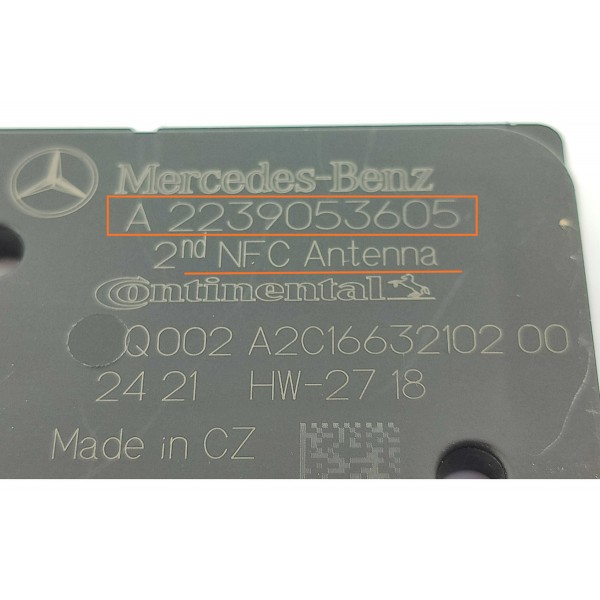 Mercedes-Benz
A 2239053605
2nd NFC Antenna
Continental
Q002 A2C16632102 00
24 21 HW-27 18
Made in CZ